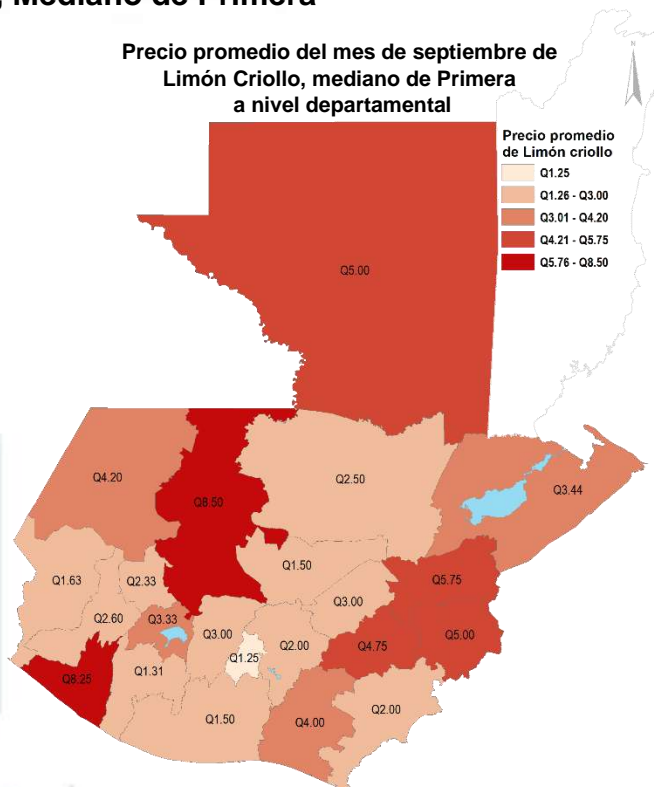 , Mediano de Primera
Precio promedio del mes de septiembre de
Limón Criollo, mediano de Primera
a nivel departamental
N
Precio promedio
de Limón criollo
Q1.25
Q1.26 - Q3.00
Q3.01 - Q4.20
Q4.21 - Q5.75
Q5.76 - Q8.50
Q5.00
Q4.20
Q8.50
Q2.50
Q3.44
Q1.63
Q2.33
Q1.50
Q5.75
Q3.00
Q2.60
Q3.33
Q3.00
Q2.00
Q4.75
Q5.00
Q1.25
Q8.25
Q1.31
Q1.50
Q4.00
Q2.00